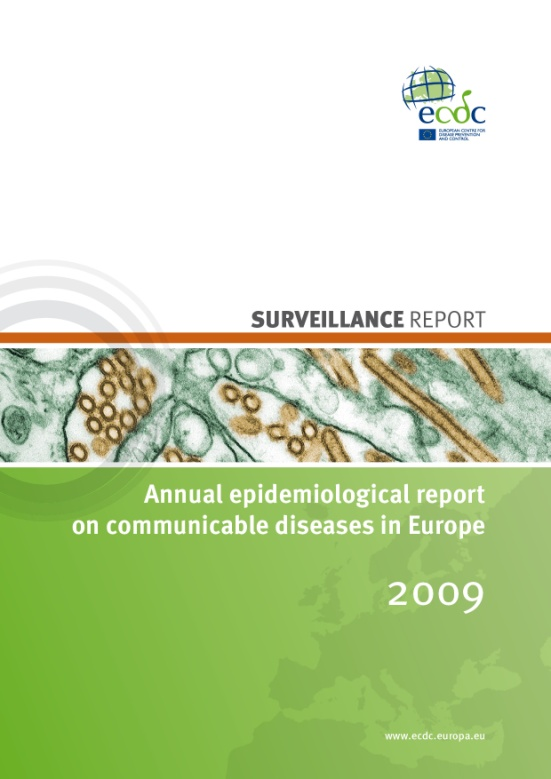 ecdc
EUROPEAN CENTRE FOR
DISEASE PREVENTION
AND CONTROL
SURVEILLANCE REPORT
Annual epidemiological report
on communicable diseases in Europe
2009
www.ecdc.europa.eu